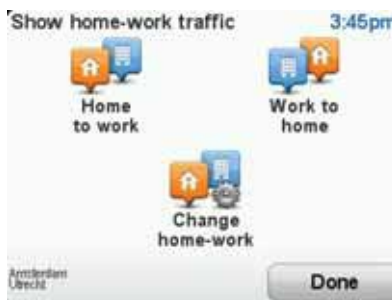 Show home-work traffic 3:45pm
Home
to work
Work to
home
Change
home-work
Amsterdam
Utrecht
Done